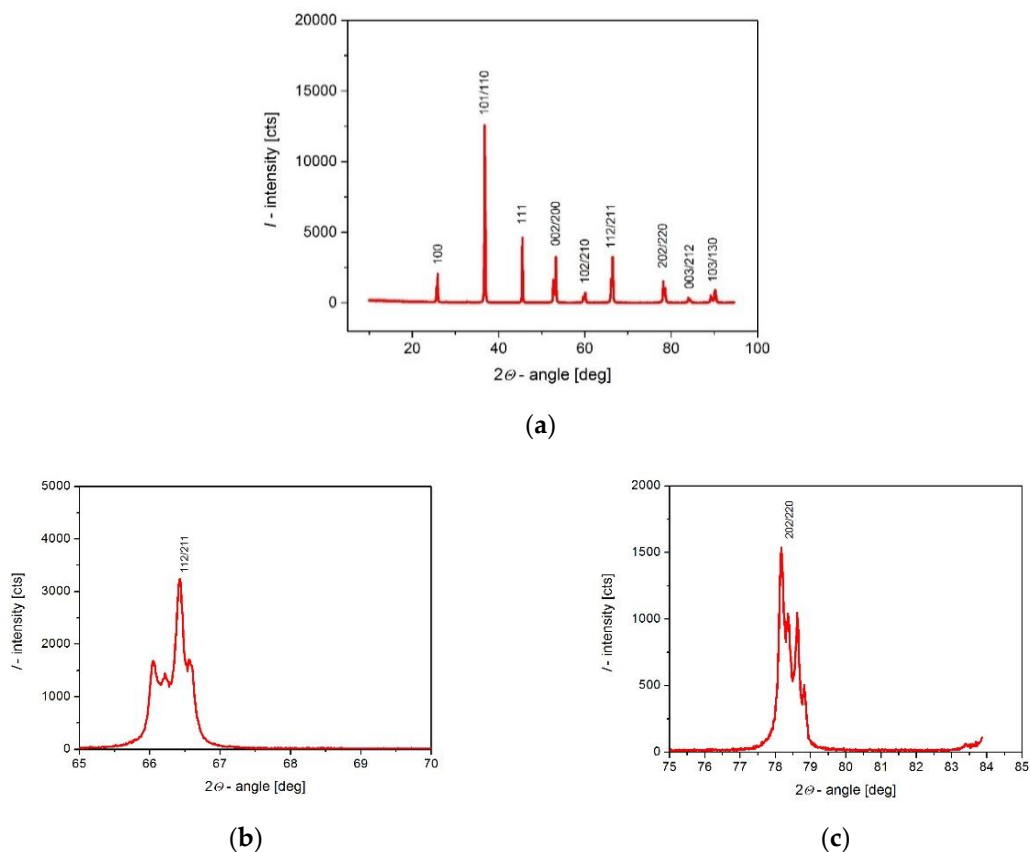 20000
15000
10000
5000
0
I - intensity [cts]
100
101/110
111
002/200
102/210
112/211
202/220
003/212
103/130
20 40 60 80 100
2Θ - angle [deg]
(a)
5000
4000
3000
2000
1000
0
I - intensity [cts]
112/211
65 66 67 68 69 70
2Θ - angle [deg]
(b)
2000
1500
1000
500
0
I - intensity [cts]
202/220
75 76 77 78 79 80 81 82 83 84 85
2Θ - angle [deg]
(c)